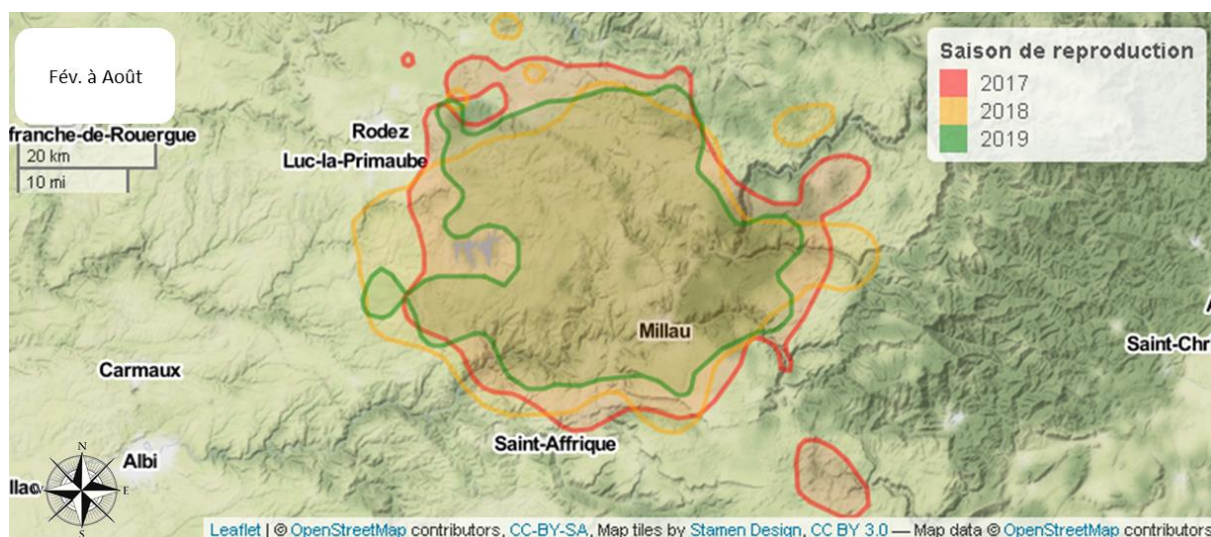 Fév. à Août
Saison de reproduction
2017
2018
2019
franche-de-Rouergue
20 km
10 mi
Rodez
Luc-la-Primaube
Millau
Saint-Chr
Carmaux
Saint-Affrique
Albi
N
E
S
W
Leaflet | © OpenStreetMap contributors, CC-BY-SA, Map tiles by Stamen Design, CC BY 3.0 — Map data © OpenStreetMap contributors